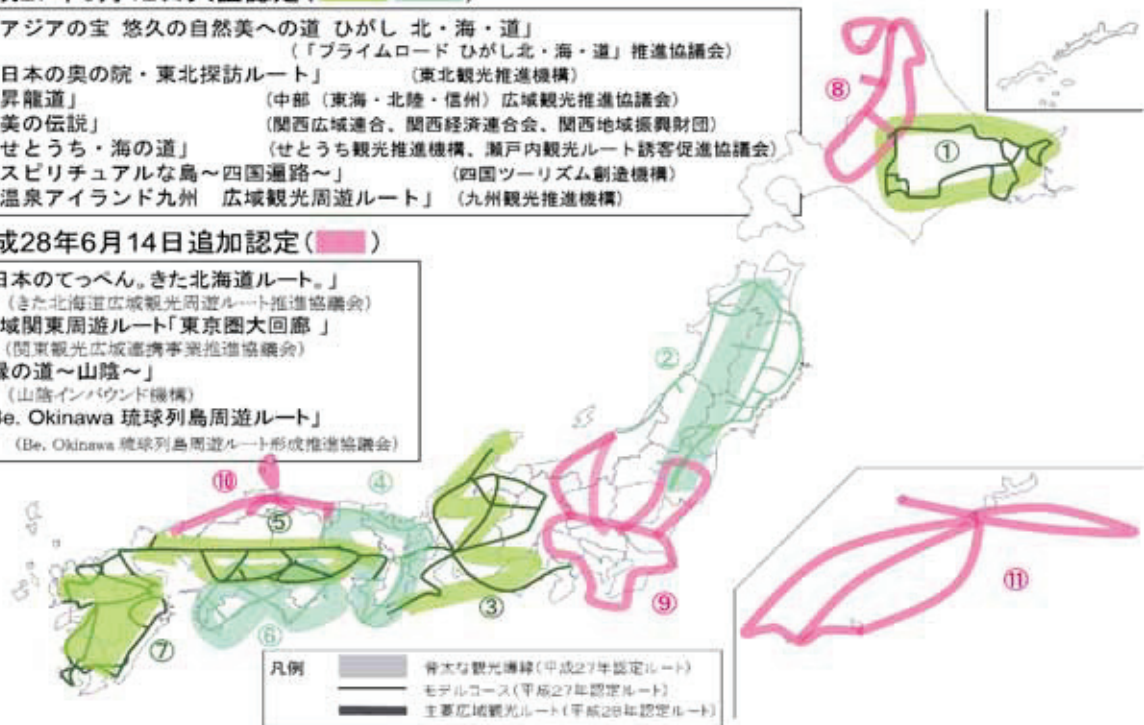 アジアの宝 悠久の自然美への道 ひがし 北・海・道」
(「プライムロード ひがし北・海・道」推進協議会)
日本の奥の院・東北探訪ルート」 (東北観光推進機構)
昇龍道」 (中部(東海・北陸・信州)広域観光推進協議会)
美の伝説」 (関西広域連合、関西経済連合会、関西地域振興財団)
せとうち・海の道」 (せとうち観光推進機構、瀬戸内観光ルート誘客促進協議会)
スピリチュアルな島~四国遍路~」 (四国ツーリズム創造機構)
温泉アイランド九州 広域観光周遊ルート」 (九州観光推進機構)
成28年6月14日追加認定( )
日本のてっぺん。きた北海道ルート。」
(きた北海道広域観光周遊ルート推進協議会)
域関東周遊ルート「東京圏大回廊 」
(関東観光広域連携事業推進協議会)
縁の道~山陰~」
(山陰インバウンド機構)
Be. Okinawa 琉球列島周遊ルート」
(Be. Okinawa 琉球列島周遊ルート形成推進協議会)
⑧
①
②
⑩
④
⑤
③
⑨
⑪
⑥
⑦
凡例
骨太な観光動線(平成27年認定ルート)
モデルコース(平成27年認定ルート)
主要広域観光ルート(平成28年認定ルート)